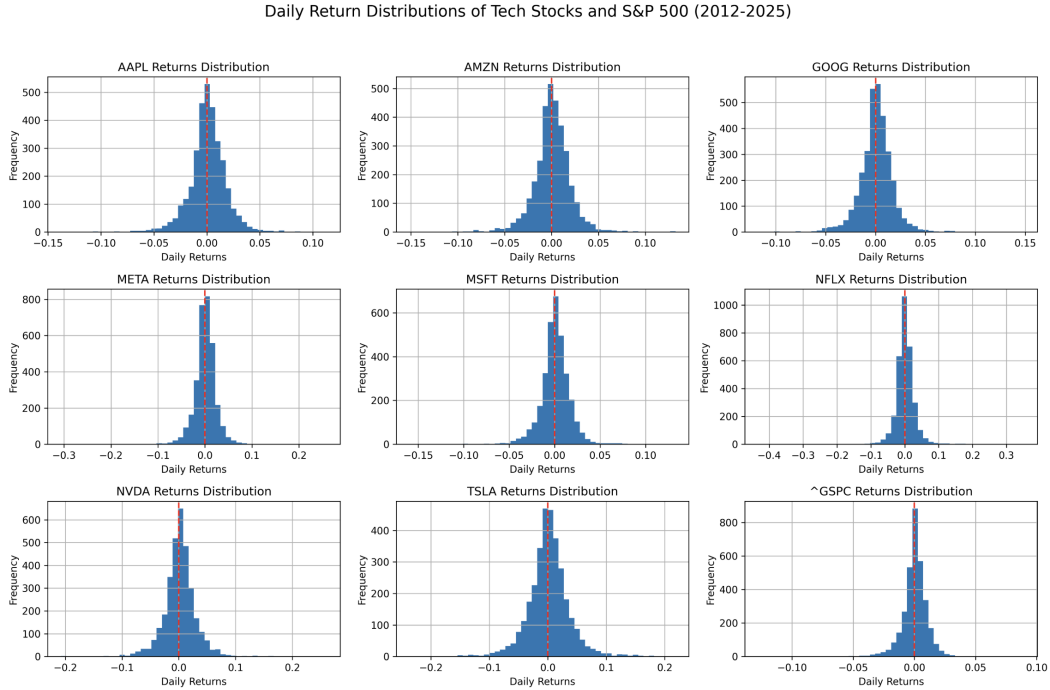 Daily Return Distributions of Tech Stocks and S&P 500 (2012-2025)
AAPL Returns Distribution
Frequency
500
400
300
200
100
0
−0.15 −0.10 −0.05 0.00 0.05 0.10
Daily Returns
AMZN Returns Distribution
Frequency
500
400
300
200
100
0
−0.15 −0.10 −0.05 0.00 0.05 0.10
Daily Returns
GOOG Returns Distribution
Frequency
500
400
300
200
100
0
−0.10 −0.05 0.00 0.05 0.10 0.15
Daily Returns
META Returns Distribution
Frequency
800
600
400
200
0
−0.3 −0.2 −0.1 0.0 0.1 0.2
Daily Returns
MSFT Returns Distribution
Frequency
600
400
200
0
−0.15 −0.10 −0.05 0.00 0.05 0.10
Daily Returns
NFLX Returns Distribution
Frequency
1000
800
600
400
200
0
−0.4 −0.3 −0.2 −0.1 0.0 0.1 0.2 0.3
Daily Returns
NVDA Returns Distribution
Frequency
600
500
400
300
200
100
0
−0.2 −0.1 0.0 0.1 0.2
Daily Returns
TSLA Returns Distribution
Frequency
400
300
200
100
0
−0.2 −0.1 0.0 0.1 0.2
Daily Returns
^GSPC Returns Distribution
Frequency
800
600
400
200
0
−0.10 −0.05 0.00 0.05 0.10
Daily Returns